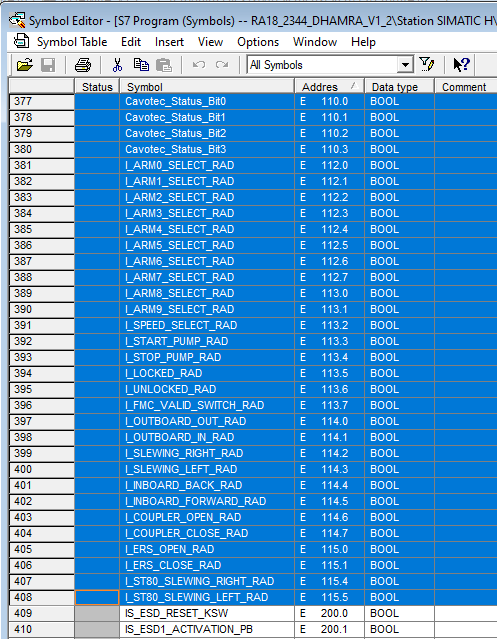 Symbol Editor - [S7 Program (Symbols) -- RA18_2344_DHAMRA_V1_2\Station SIMATIC H\
Symbol Table Edit Insert View Options Window Help
All Symbols
Status Symbol Addres Data type Comment
377 Cavotec_Status_Bit0 E 110.0 BOOL
378 Cavotec_Status_Bit1 E 110.1 BOOL
379 Cavotec_Status_Bit2 E 110.2 BOOL
380 Cavotec_Status_Bit3 E 110.3 BOOL
381 I_ARM0_SELECT_RAD E 112.0 BOOL
382 I_ARM1_SELECT_RAD E 112.1 BOOL
383 I_ARM2_SELECT_RAD E 112.2 BOOL
384 I_ARM3_SELECT_RAD E 112.3 BOOL
385 I_ARM4_SELECT_RAD E 112.4 BOOL
386 I_ARM5_SELECT_RAD E 112.5 BOOL
387 I_ARM6_SELECT_RAD E 112.6 BOOL
388 I_ARM7_SELECT_RAD E 112.7 BOOL
389 I_ARM8_SELECT_RAD E 113.0 BOOL
390 I_ARM9_SELECT_RAD E 113.1 BOOL
391 I_SPEED_SELECT_RAD E 113.2 BOOL
392 I_START_PUMP_RAD E 113.3 BOOL
393 I_STOP_PUMP_RAD E 113.4 BOOL
394 I_LOCKED_RAD E 113.5 BOOL
395 I_UNLOCKED_RAD E 113.6 BOOL
396 I_FMC_VALID_SWITCH_RAD E 113.7 BOOL
397 I_OUTBOARD_OUT_RAD E 114.0 BOOL
398 I_OUTBOARD_IN_RAD E 114.1 BOOL
399 I_SLEWING_RIGHT_RAD E 114.2 BOOL
400 I_SLEWING_LEFT_RAD E 114.3 BOOL
401 I_INBOARD_BACK_RAD E 114.4 BOOL
402 I_INBOARD_FORWARD_RAD E 114.5 BOOL
403 I_COUPLER_OPEN_RAD E 114.6 BOOL
404 I_COUPLER_CLOSE_RAD E 114.7 BOOL
405 I_ERS_OPEN_RAD E 115.0 BOOL
406 I_ERS_CLOSE_RAD E 115.1 BOOL
407 I_ST80_SLEWING_RIGHT_RAD E 115.4 BOOL
408 I_ST80_SLEWING_LEFT_RAD E 115.5 BOOL
409 IS_ESD_RESET_KSW E 200.0 BOOL
410 IS_ESD1_ACTIVATION_PB E 200.1 BOOL